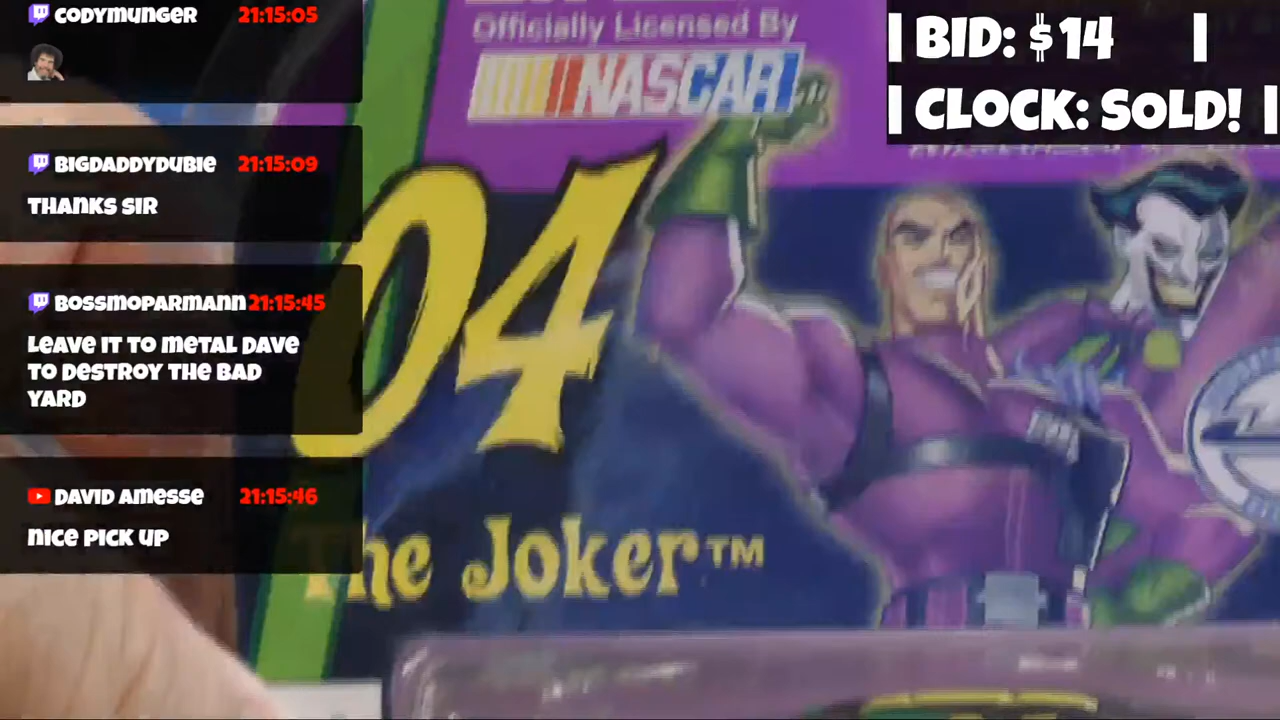 CODYMUNGER 21:15:05
BIGDADDYDUBIE 21:15:09
THANKS SIR
BOSSMOPARMANN 21:15:45
LEAVE IT TO METAL DAVE
TO DESTROY THE BAD
YARD
DAVID AMESSE 21:15:46
NICE PICK UP
Officially Licensed By
NASCAR
04
The Joker™
| BID: $14 |
| CLOCK: SOLD! |